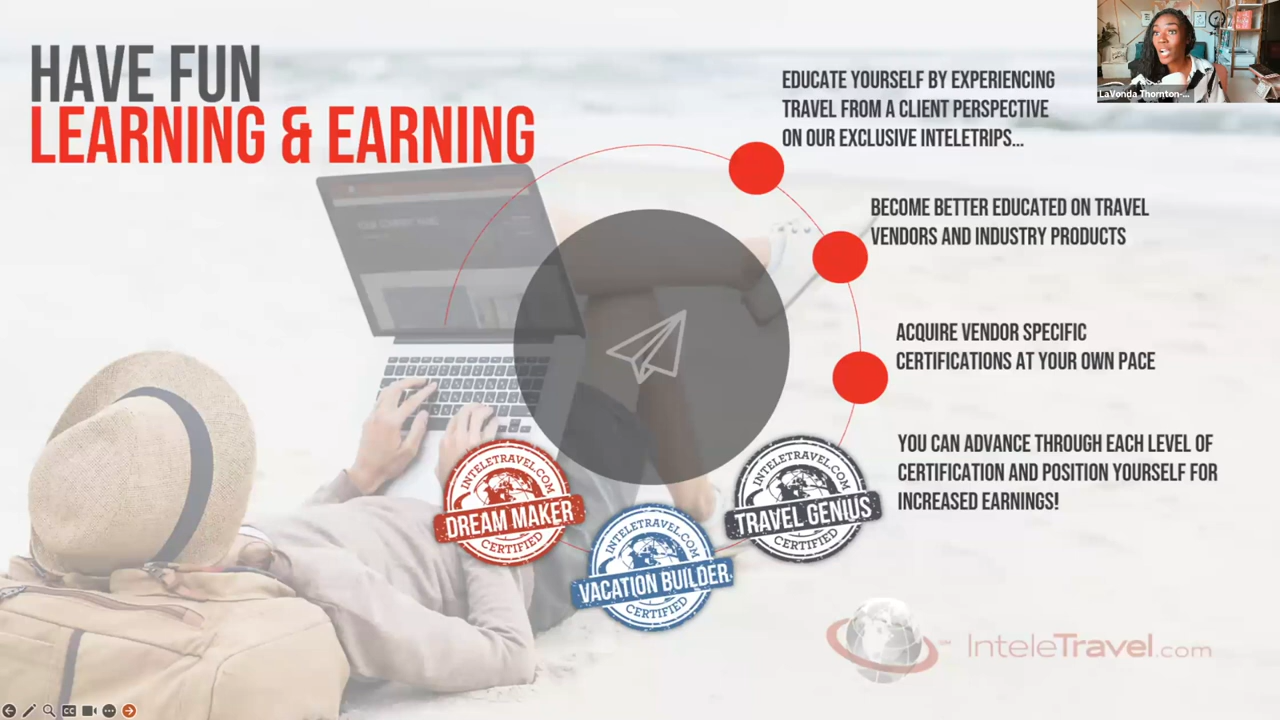 HAVE FUN
LEARNING & EARNING
EDUCATE YOURSELF BY EXPERIENCING
TRAVEL FROM A CLIENT PERSPECTIVE
ON OUR EXCLUSIVE INTELETRIPS...
LaVonda Thornton-...
BECOME BETTER EDUCATED ON TRAVEL
VENDORS AND INDUSTRY PRODUCTS
ACQUIRE VENDOR SPECIFIC
CERTIFICATIONS AT YOUR OWN PACE
YOU CAN ADVANCE THROUGH EACH LEVEL OF
CERTIFICATION AND POSITION YOURSELF FOR
INCREASED EARNINGS!
INTELETRAVEL.COM
DREAM MAKER
CERTIFIED
INTELETRAVEL.COM
VACATION BUILDER
CERTIFIED
INTELETRAVEL.COM
TRAVEL GENIUS
CERTIFIED
InteleTravel.com